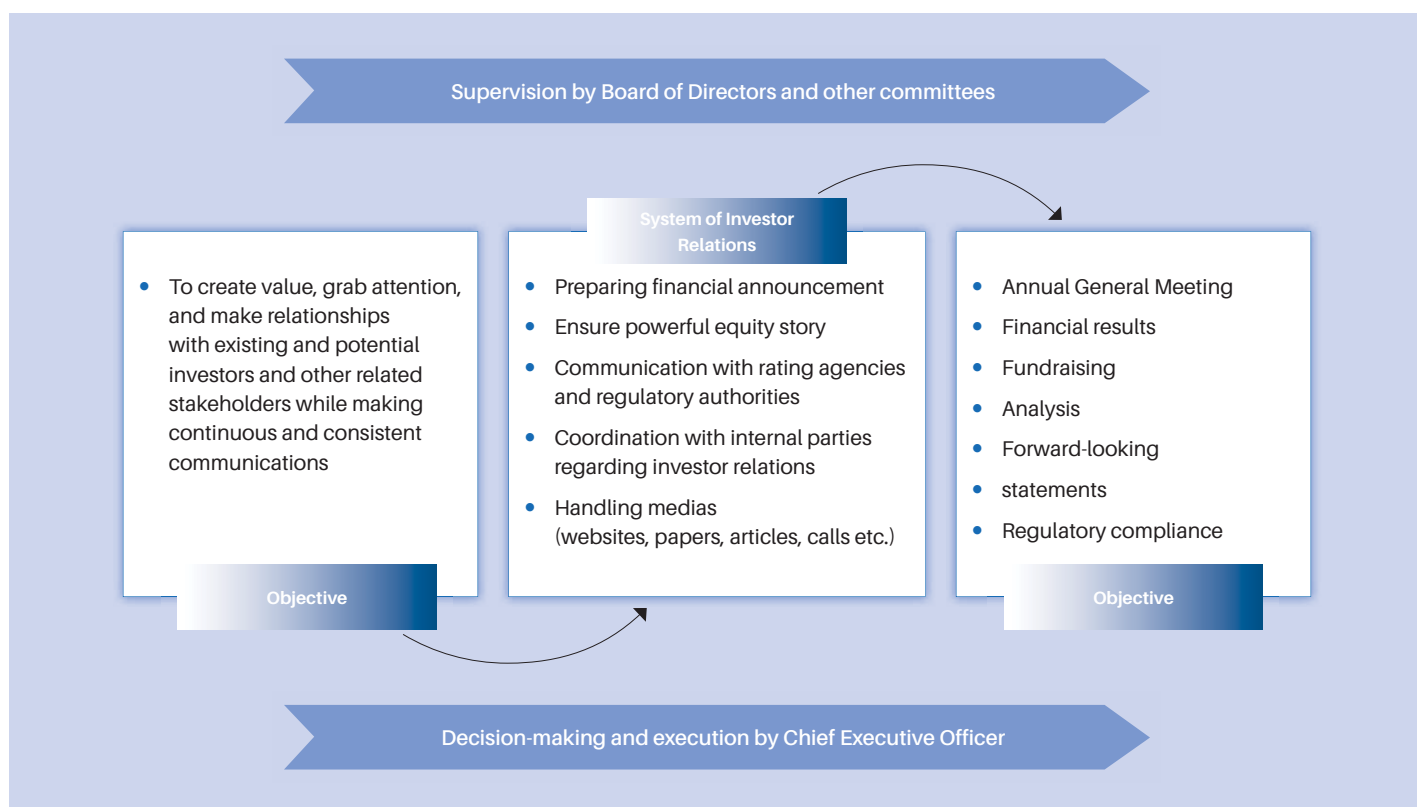 Supervision by Board of Directors and other committees
• To create value, grab attention,
and make relationships
with existing and potential
investors and other related
stakeholders while making
continuous and consistent
communications
Objective
System of Investor
Relations
• Preparing financial announcement
• Ensure powerful equity story
• Communication with rating agencies
and regulatory authorities
• Coordination with internal parties
regarding investor relations
• Handling medias
(websites, papers, articles, calls etc.)
• Annual General Meeting
• Financial results
• Fundraising
• Analysis
• Forward-looking
• statements
• Regulatory compliance
Objective
Decision-making and execution by Chief Executive Officer